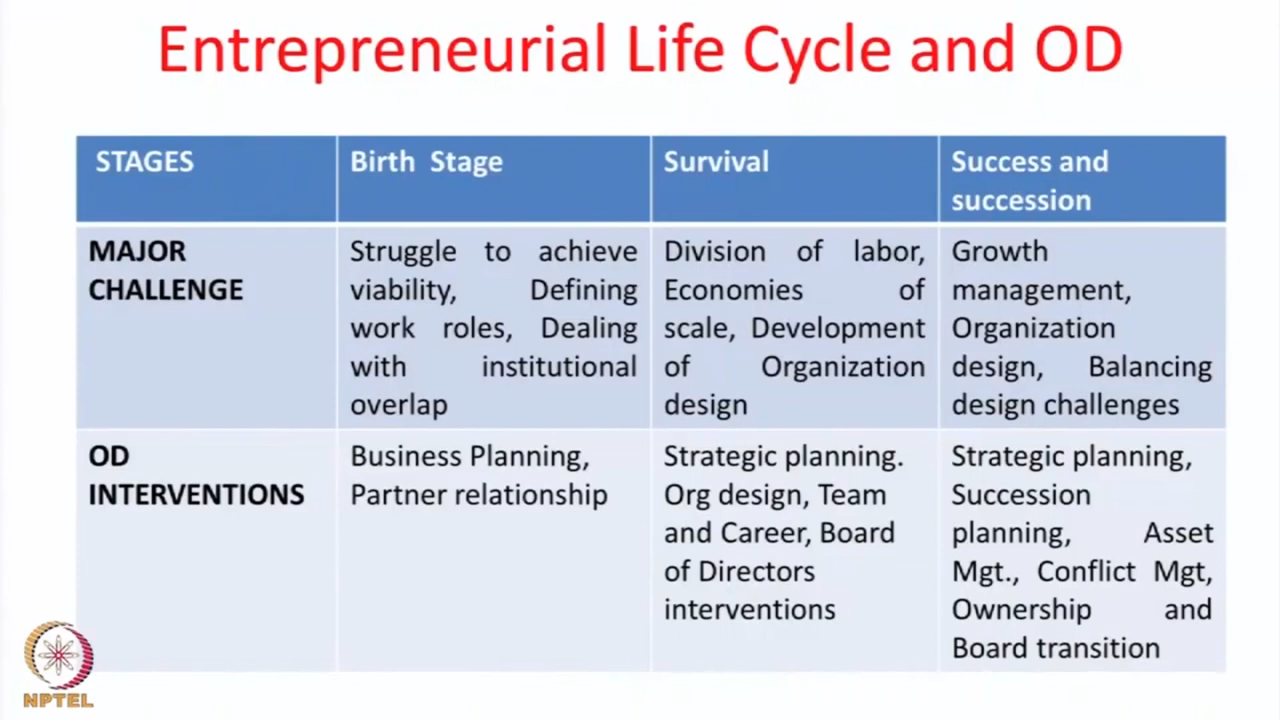 Entrepreneurial Life Cycle and OD
STAGES
Birth Stage
Survival
Success and
succession
MAJOR
CHALLENGE
Struggle to achieve
viability, Defining
work roles, Dealing
with institutional
overlap
Division of labor,
Economies of
scale, Development
of Organization
design
Growth
management,
Organization
design, Balancing
design challenges
OD
INTERVENTIONS
Business Planning,
Partner relationship
Strategic planning.
Org design, Team
and Career, Board
of Directors
interventions
Strategic planning,
Succession
planning, Asset
Mgt., Conflict Mgt,
Ownership and
Board transition
NPTEL